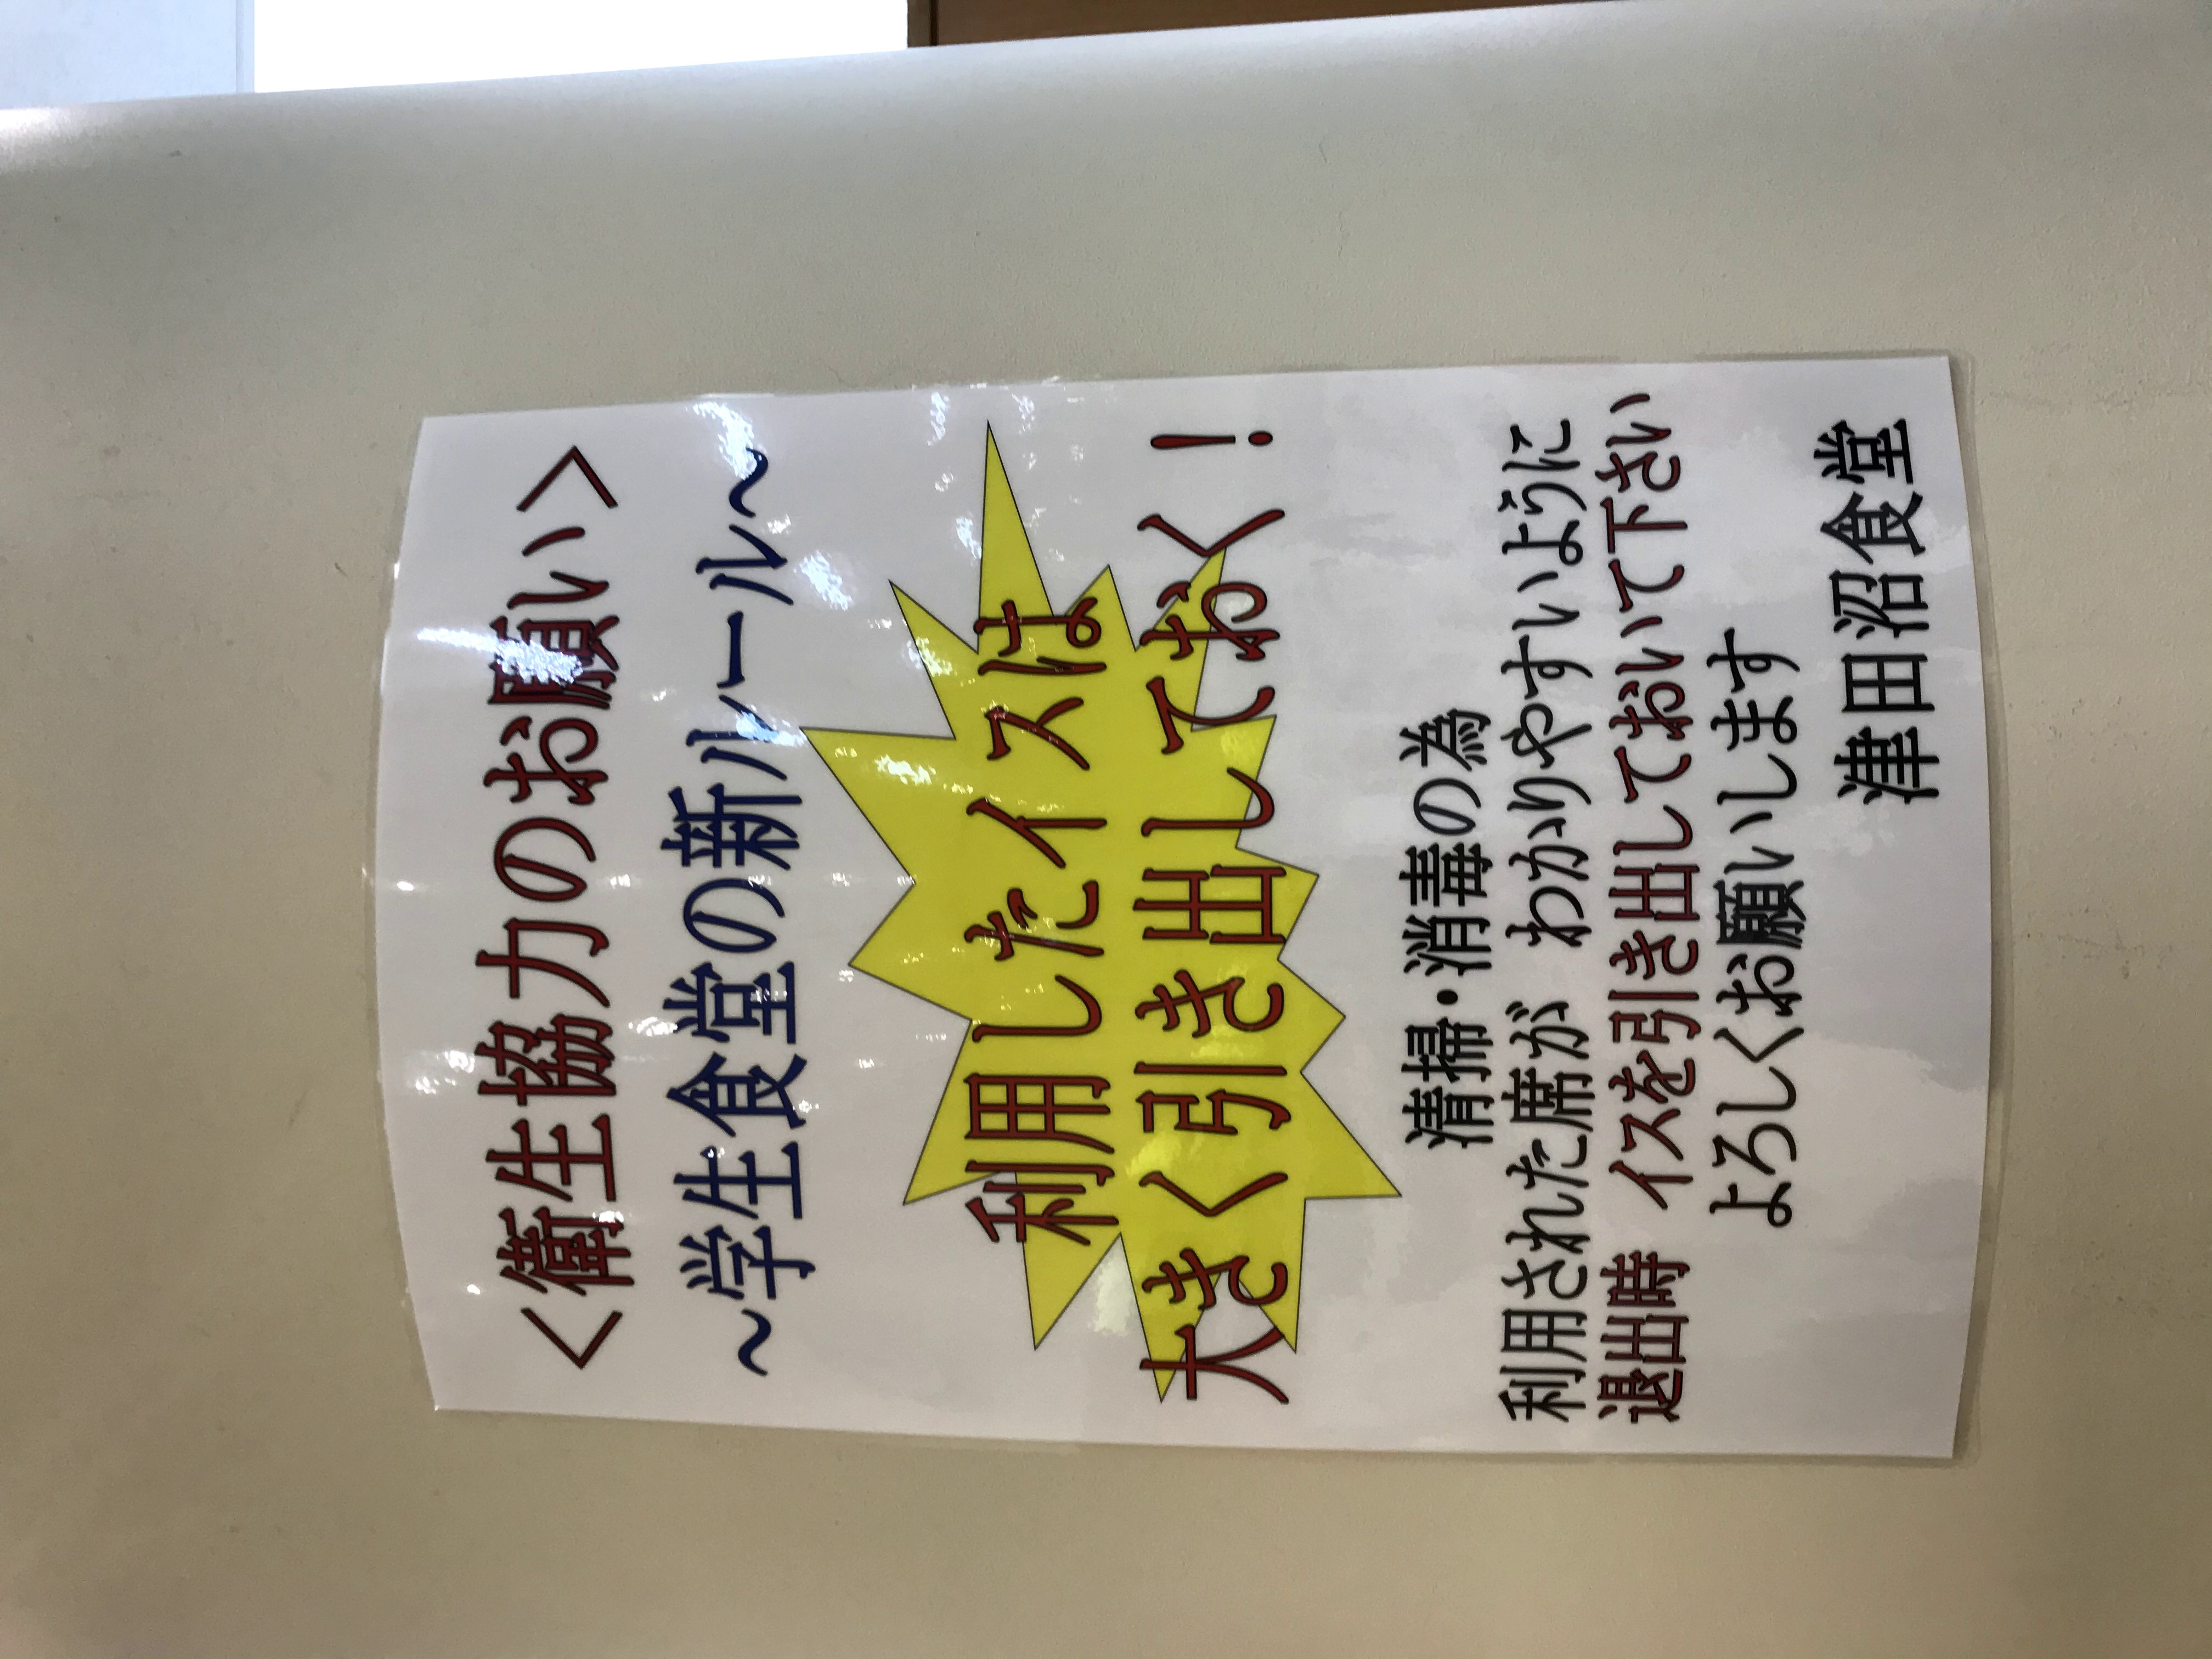 ＜衛生協力のお願い＞
～学生食堂の新ルール～
利用したイスは
大きく引き出しておく！
清掃・消毒の為
利用された席が　わかりやすいように
退出時　イスを引き出しておいて下さい
よろしくお願いします
津田沼食堂